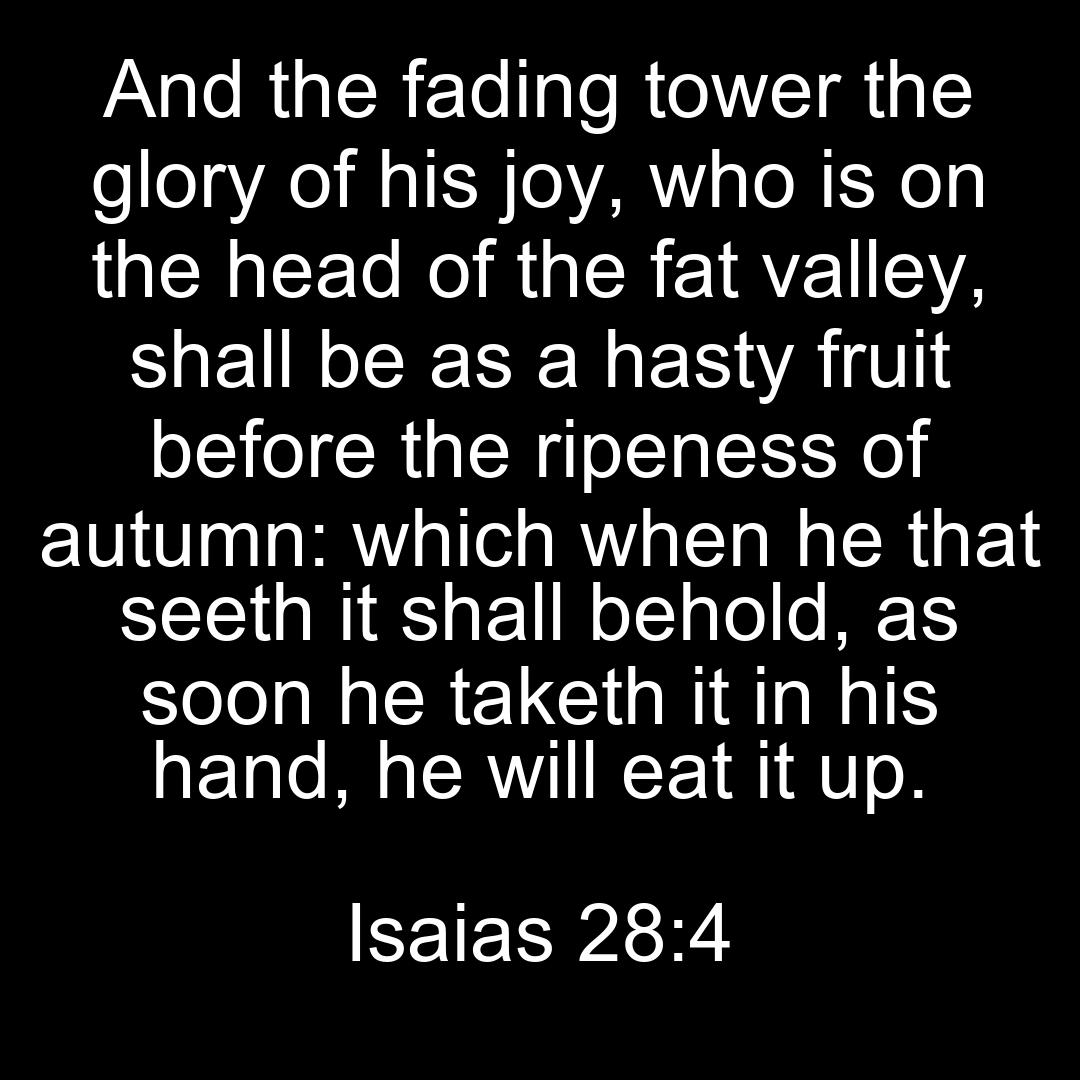 And the fading tower the
glory of his joy, who is on
the head of the fat valley,
shall be as a hasty fruit
before the ripeness of
autumn: which when he that
seeth it shall behold, as
soon he taketh it in his
hand, he will eat it up.
Isaias 28:4